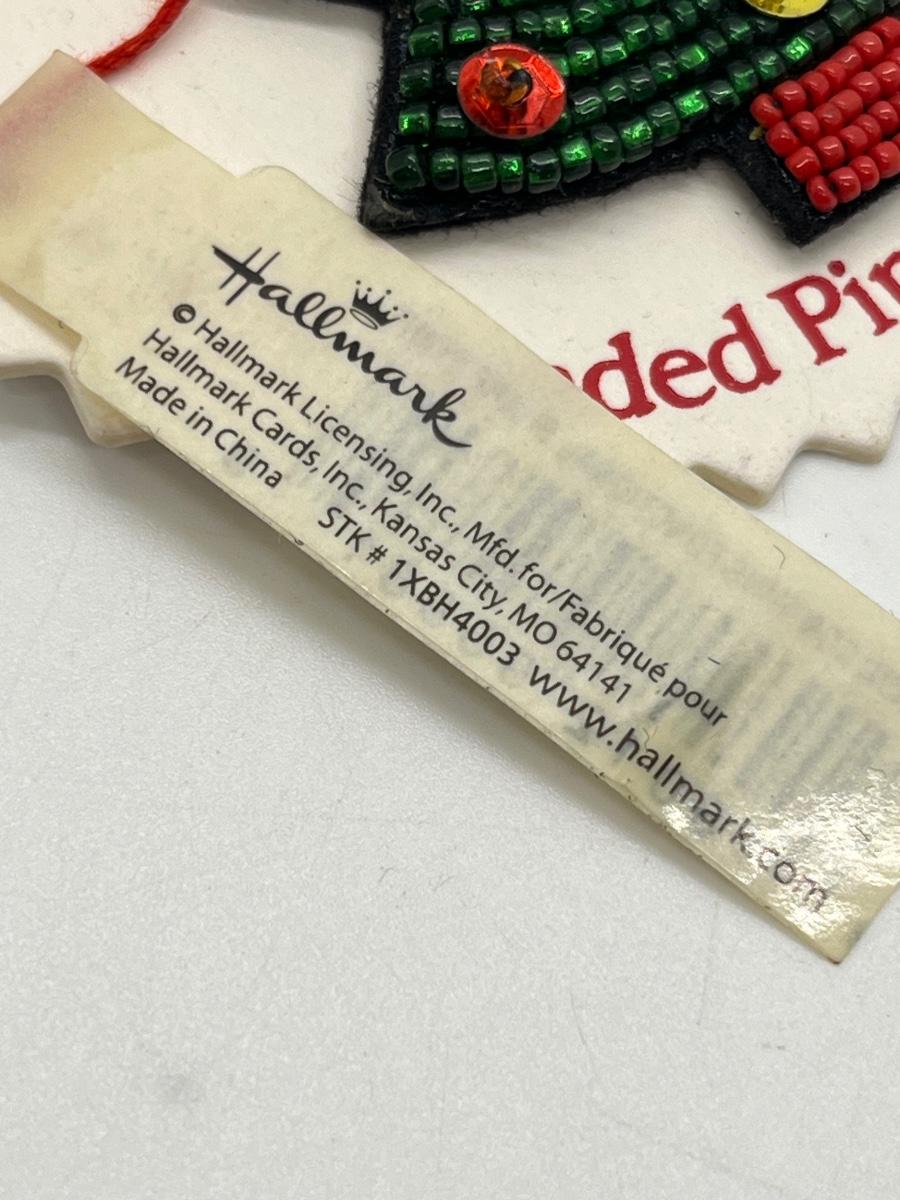 Hallmark
© Hallmark Licensing, Inc., Mfd. for/Fabriqué pour
Hallmark Cards, Inc., Kansas City, MO 64141
Made in China
STK # 1XBH4003 www.hallmark.com
ded Pin